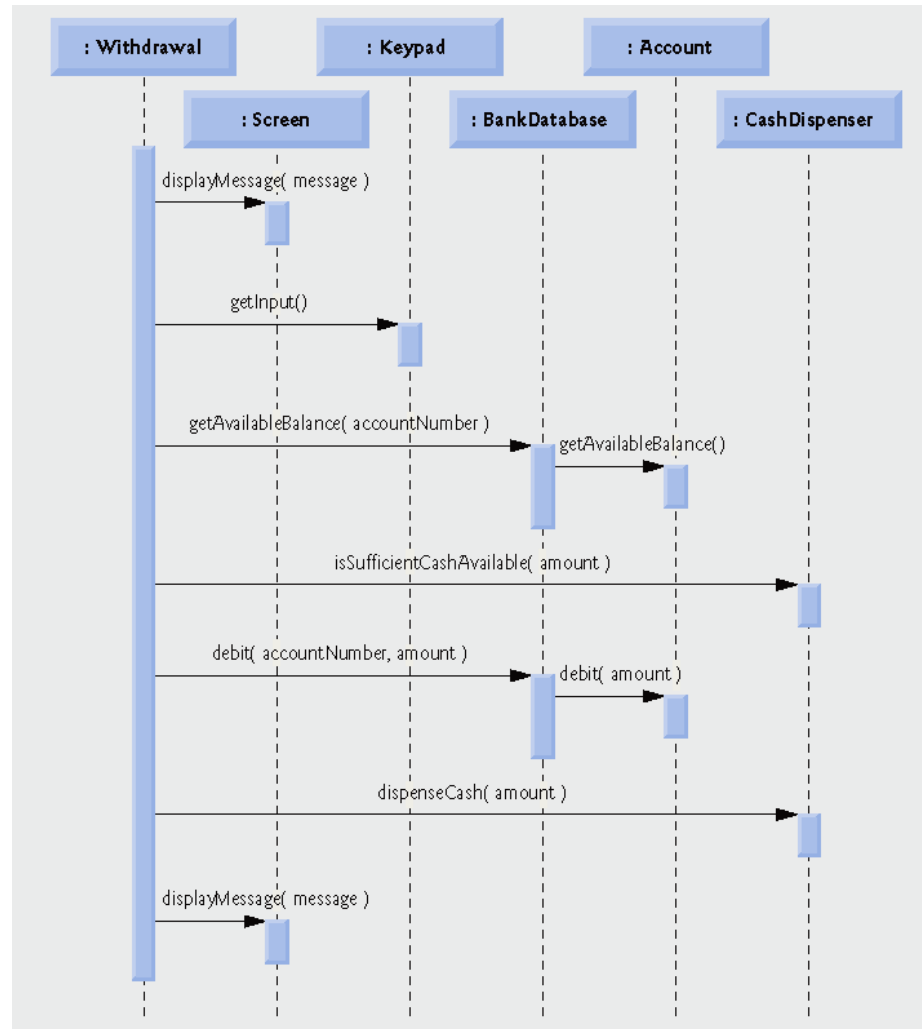 : Withdrawal
: Keypad
: Account
: Screen
: BankDatabase
: CashDispenser
displayMessage( message )
getInput()
getAvailableBalance( accountNumber )
getAvailableBalance()
isSufficientCashAvailable( amount )
debit( accountNumber, amount )
debit( amount )
dispenseCash( amount )
displayMessage( message )